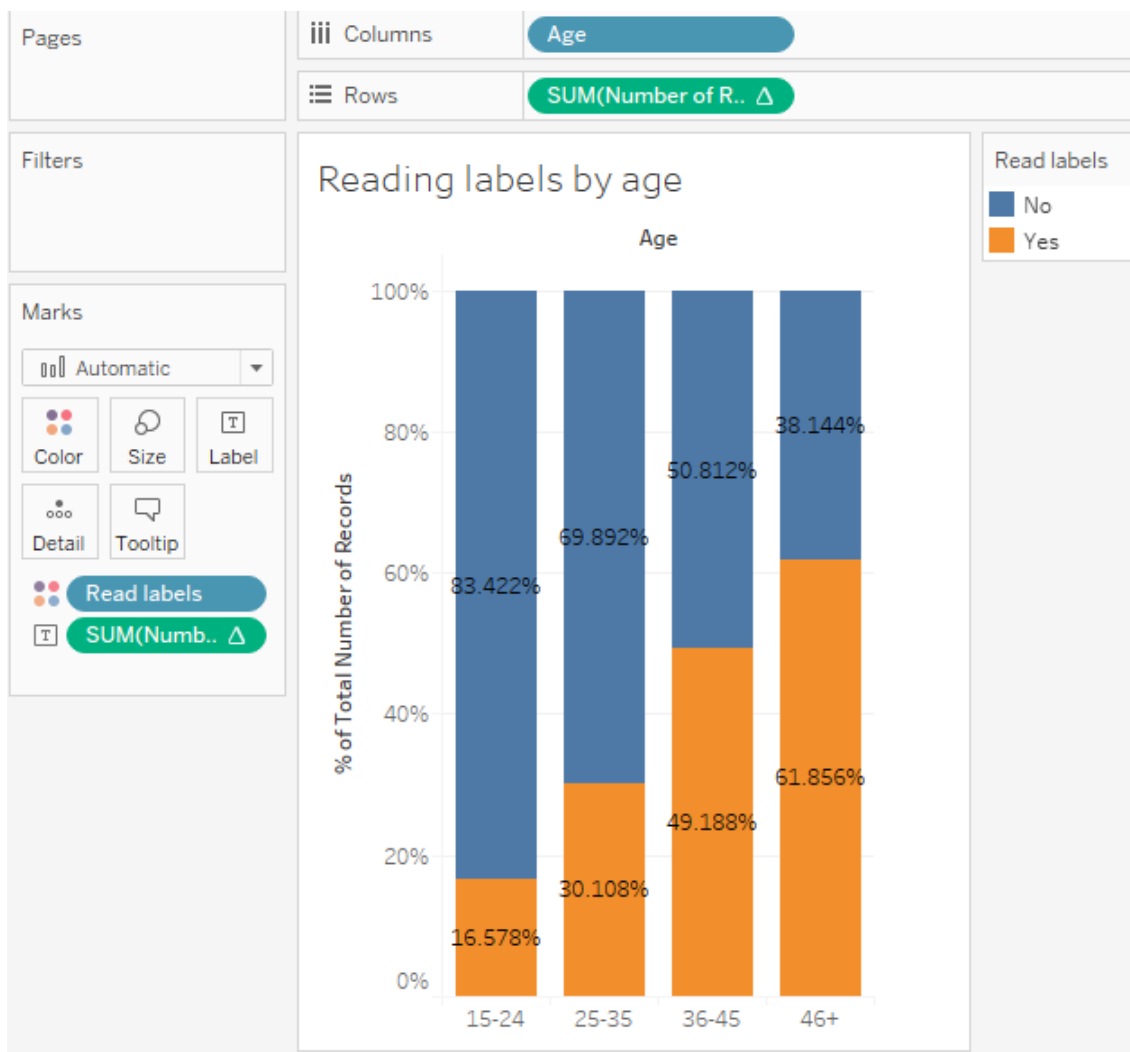 Pages
Columns
Age
Rows
SUM(Number of R.. Δ
Filters
Marks
Automatic
Color
Size
T
Label
Detail
Tooltip
Read labels
T
SUM(Numb.. Δ
Reading labels by age
Age
% of Total Number of Records
100%
80%
60%
40%
20%
0%
83.422%
69.892%
50.812%
38.144%
16.578%
30.108%
49.188%
61.856%
15-24
25-35
36-45
46+
Read labels
No
Yes